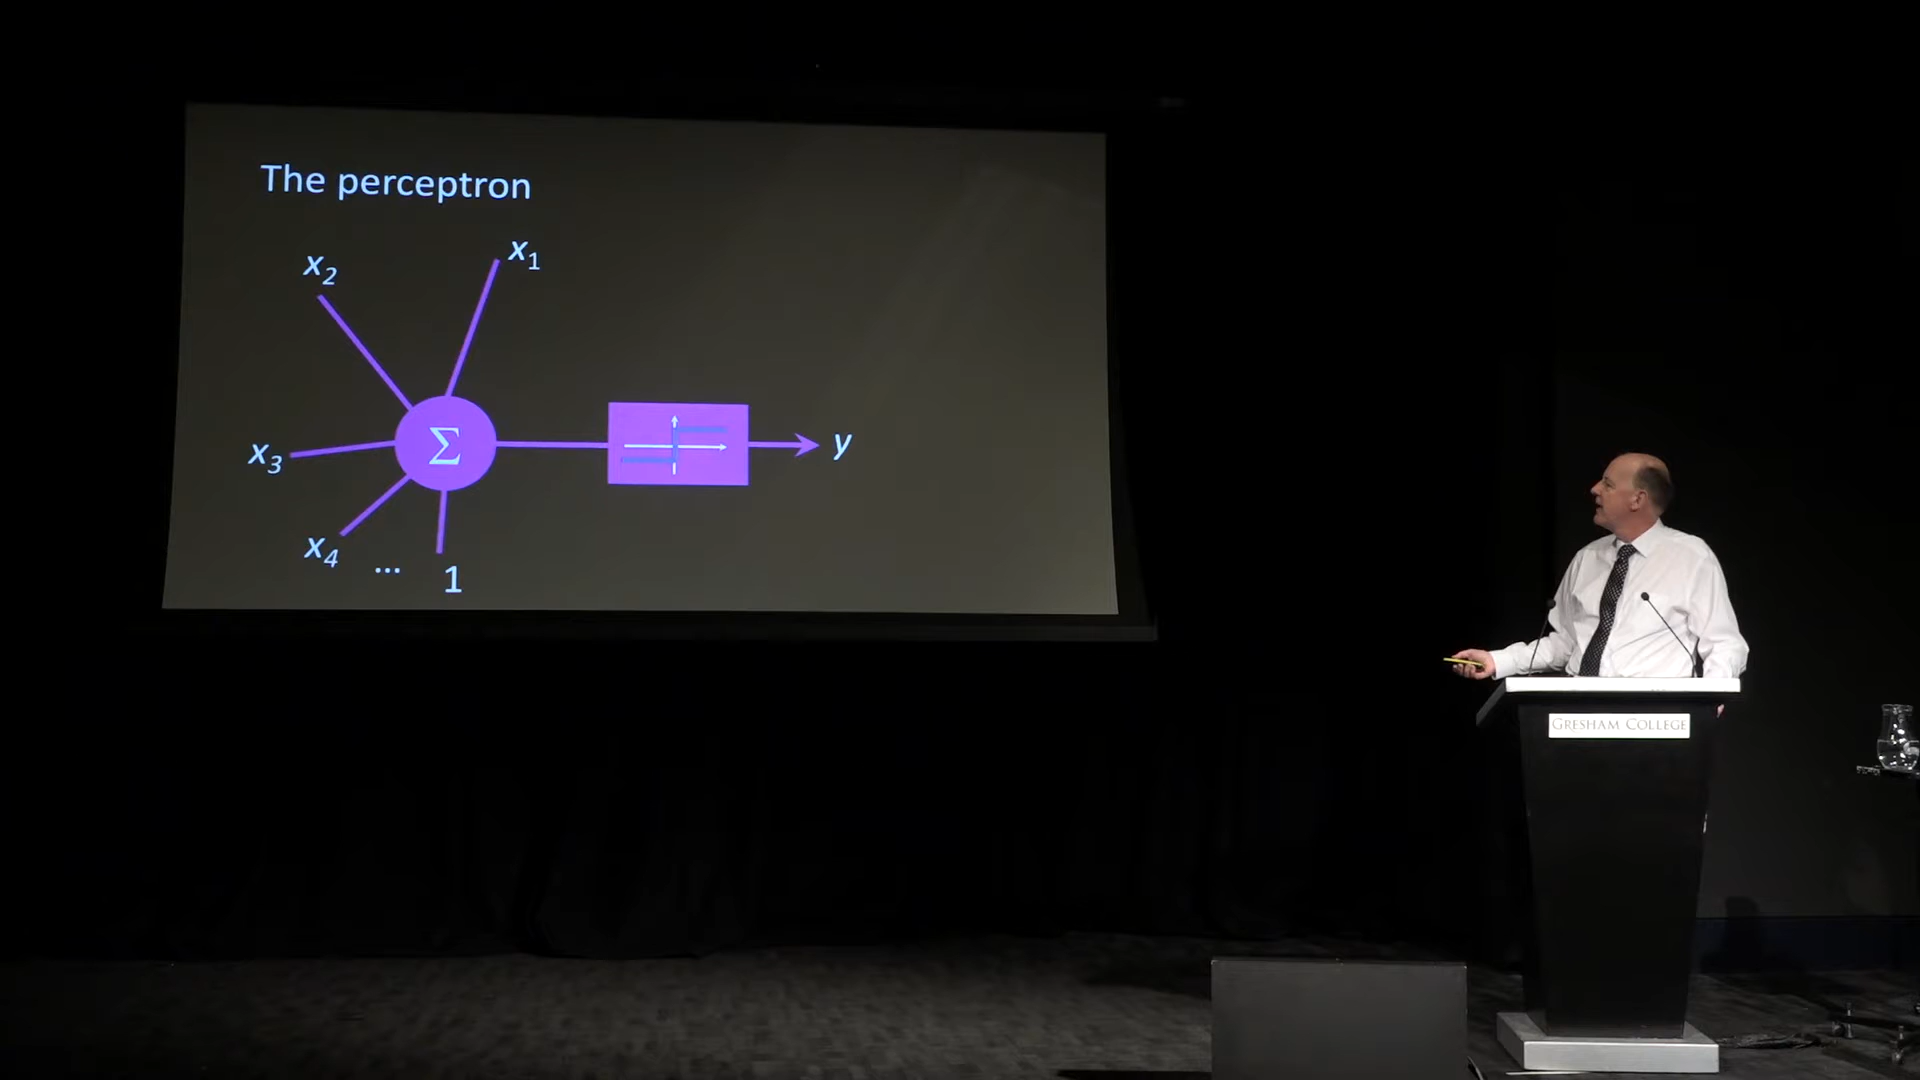 The perceptron
x1
x2
Σ
y
x3
x4
... 1
GRESHAM COLLEGE